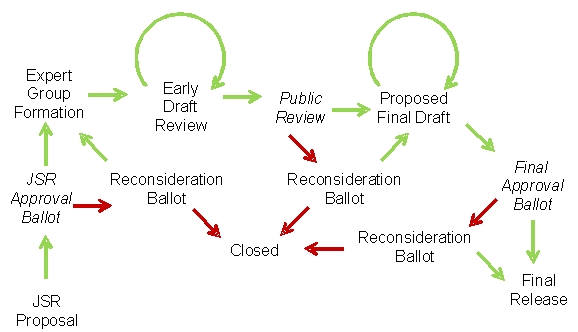 Expert
Group
Formation
Early
Draft
Review
Public
Review
Proposed
Final Draft
JSR
Approval
Ballot
Reconsideration
Ballot
Reconsideration
Ballot
Final
Approval
Ballot
Closed
Reconsideration
Ballot
JSR
Proposal
Final
Release